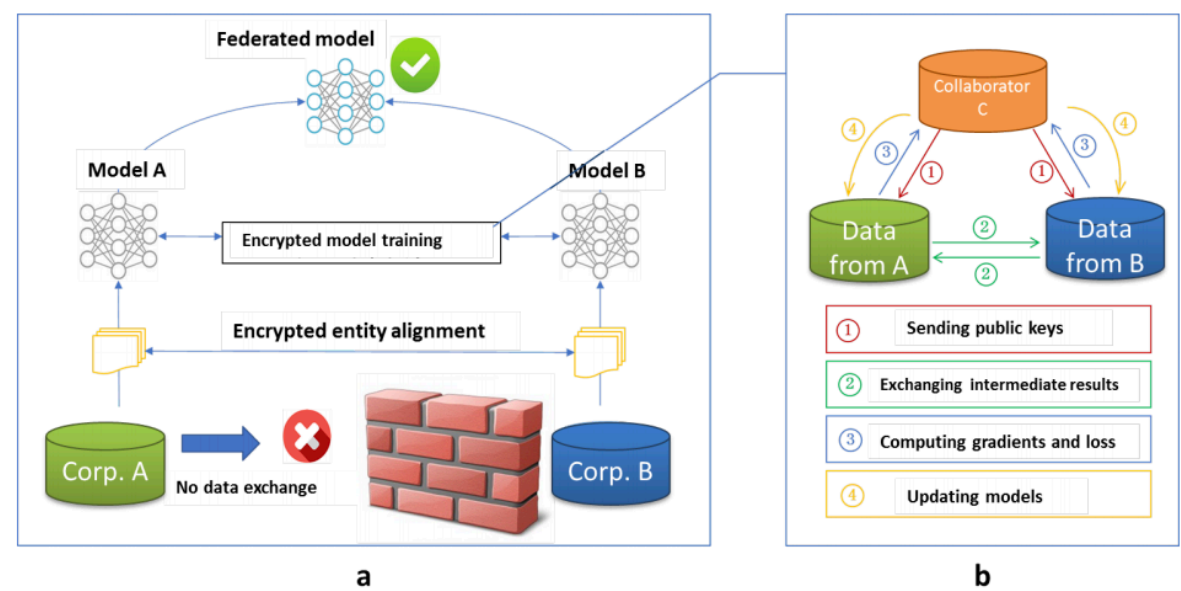 Federated model
Model A
Model B
Encrypted model training
Encrypted entity alignment
Corp. A
No data exchange
Corp. B
a
Collaborator
C
④
③
①
①
③
④
Data
from A
②
②
Data
from B
① Sending public keys
② Exchanging intermediate results
③ Computing gradients and loss
④ Updating models
b